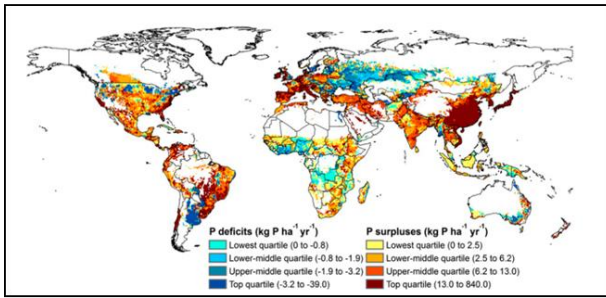 P deficits (kg P ha⁻¹ yr⁻¹)
Lowest quartile (0 to -0.8)
Lower-middle quartile (-0.8 to -1.9)
Upper-middle quartile (-1.9 to -3.2)
Top quartile (-3.2 to -39.0)
P surpluses (kg P ha⁻¹ yr⁻¹)
Lowest quartile (0 to 2.5)
Lower-middle quartile (2.5 to 6.2)
Upper-middle quartile (6.2 to 13.0)
Top quartile (13.0 to 840.0)